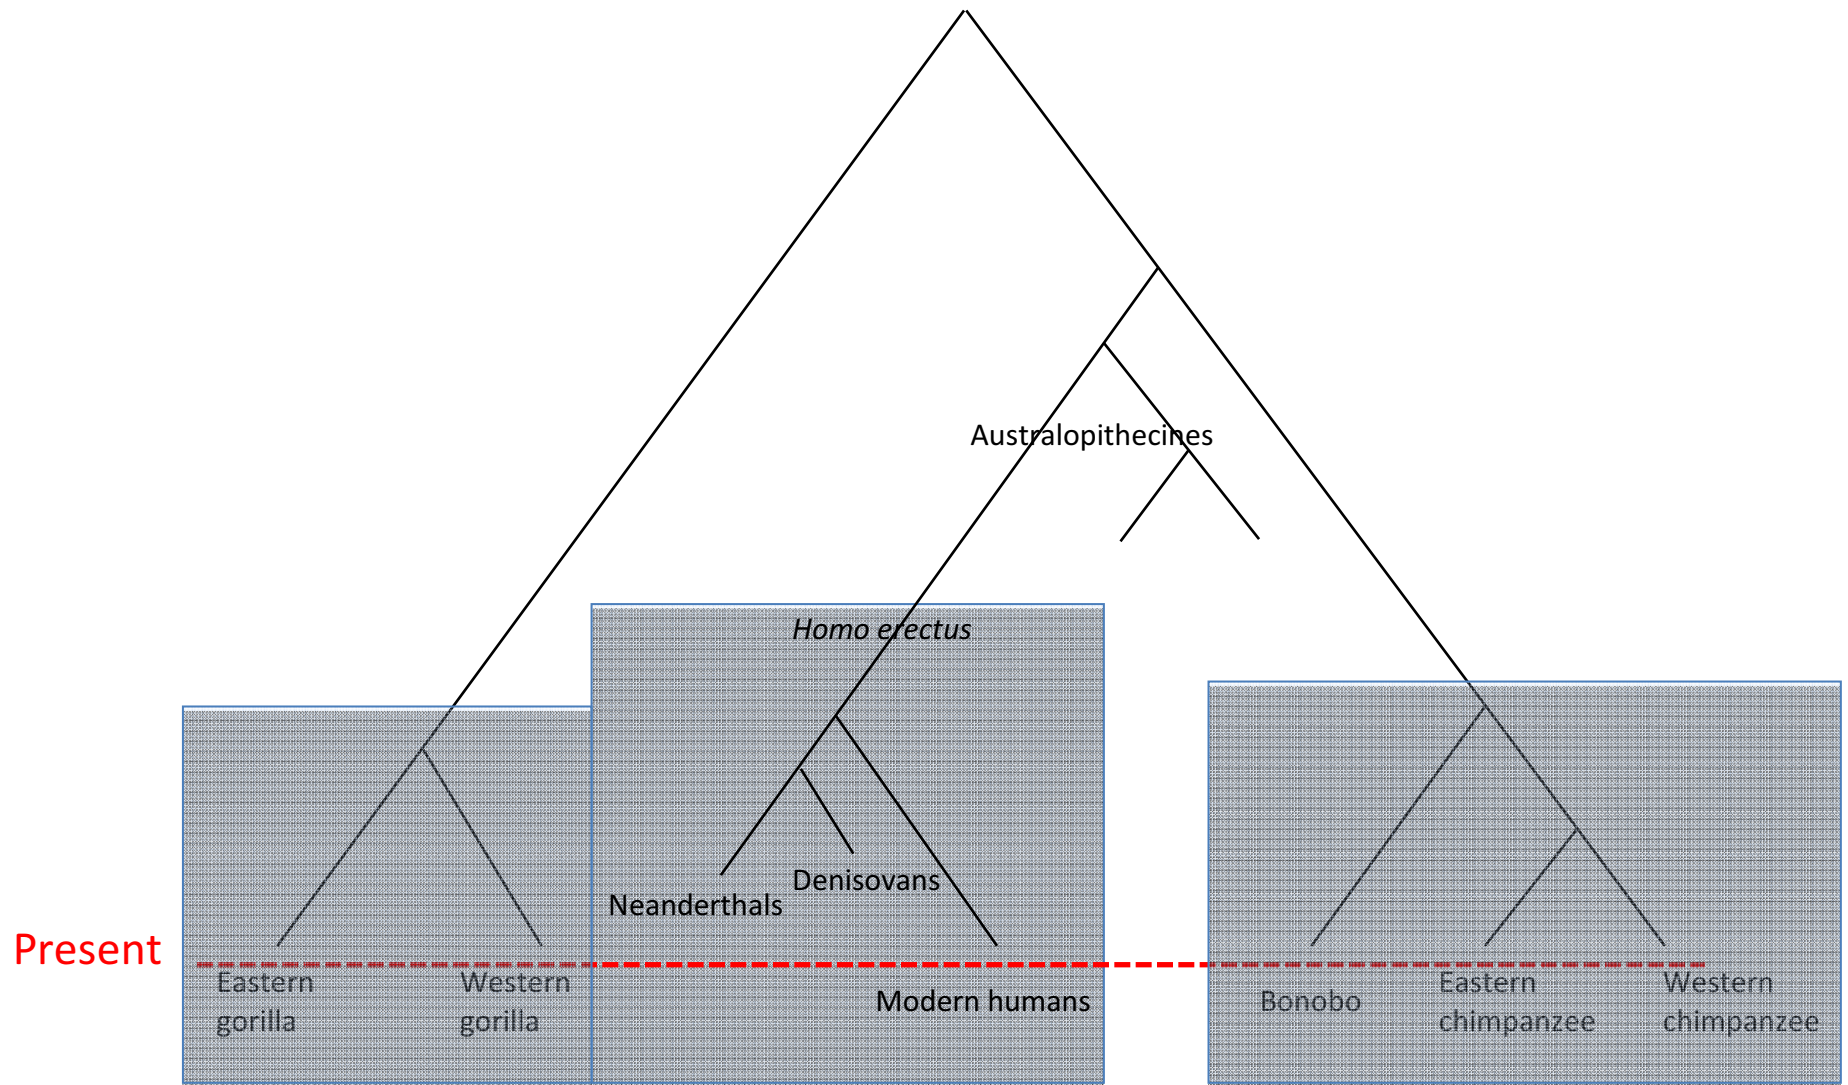 Australopithecines
Homo erectus
Denisovans
Neanderthals
Present
Eastern
gorilla
Western
gorilla
Modern humans
Bonobo
Eastern
chimpanzee
Western
chimpanzee